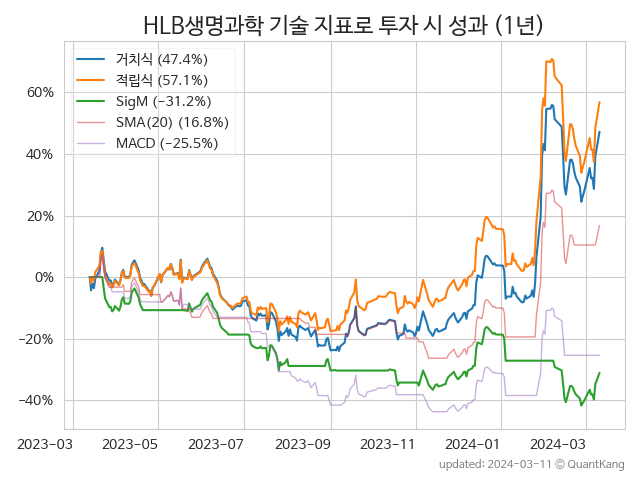 HLB생명과학 기술 지표로 투자 시 성과 (1년)
거치식 (47.4%)
적립식 (57.1%)
SigM (−31.2%)
SMA(20) (16.8%)
MACD (−25.5%)
60%
40%
20%
0%
−20%
−40%
2023−03 2023−05 2023−07 2023−09 2023−11 2024−01 2024−03
updated: 2024−03−11 © QuantKang